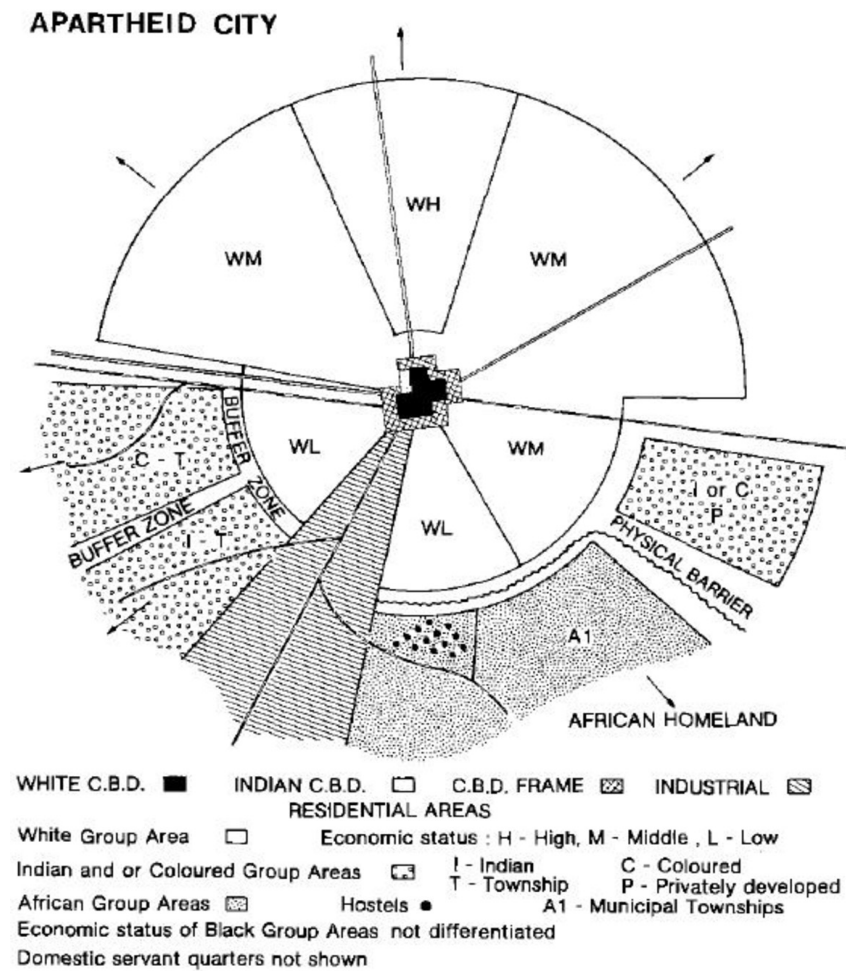 APARTHEID CITY
WH
WM
WM
BUFFER
ZONE
WL
WM
C - T
I or C
P
BUFFER ZONE
I - T
WL
PHYSICAL BARRIER
A1
AFRICAN HOMELAND
WHITE C.B.D. INDIAN C.B.D. C.B.D. FRAME INDUSTRIAL
RESIDENTIAL AREAS
White Group Area Economic status : H - High, M - Middle , L - Low
Indian and or Coloured Group Areas I - Indian C - Coloured
T - Township P - Privately developed
African Group Areas Hostels A1 - Municipal Townships
Economic status of Black Group Areas not differentiated
Domestic servant quarters not shown